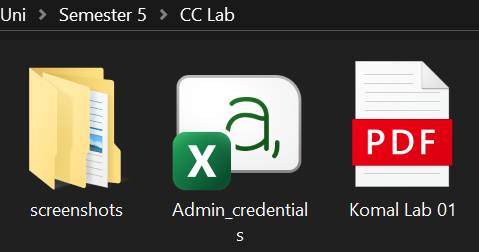 Uni > Semester 5 > CC Lab
a,
X
PDF
screenshots
Admin_credential
s
Komal Lab 01